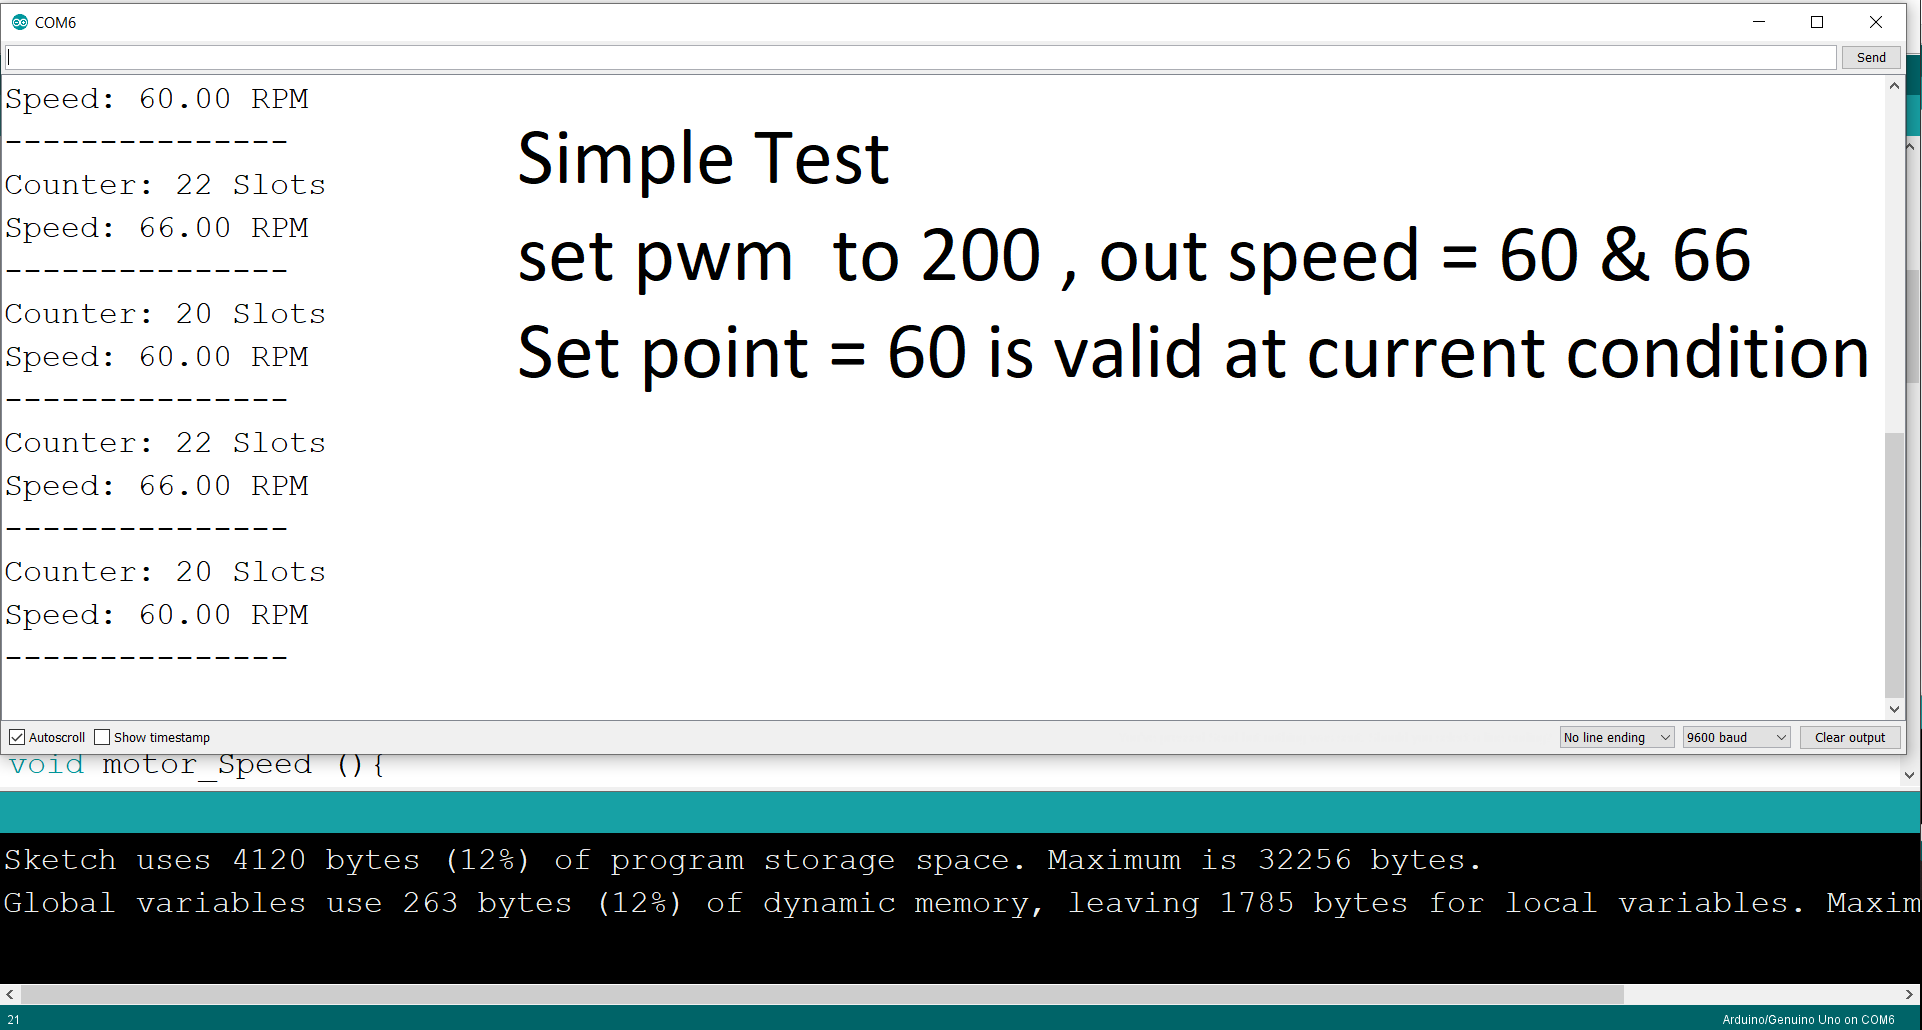 COM6
Send
Speed: 60.00 RPM
---------------
Counter: 22 Slots
Speed: 66.00 RPM
---------------
Counter: 20 Slots
Speed: 60.00 RPM
---------------
Counter: 22 Slots
Speed: 66.00 RPM
---------------
Counter: 20 Slots
Speed: 60.00 RPM
---------------
Simple Test
set pwm  to 200 , out speed = 60 & 66
Set point = 60 is valid at current condition
Autoscroll Show timestamp No line ending 9600 baud Clear output
void motor_Speed (){
Sketch uses 4120 bytes (12%) of program storage space. Maximum is 32256 bytes.
Global variables use 263 bytes (12%) of dynamic memory, leaving 1785 bytes for local variables. Maxim
21 Arduino/Genuino Uno on COM6